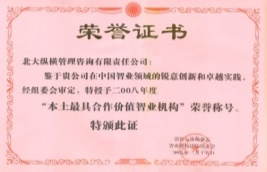 荣誉证书
北大纵横管理咨询有限责任公司：
鉴于贵公司在中国智业领域的锐意创新和卓越实践，
经组委会审定，特授予二00八年度
“本土最具合作价值智业机构”荣誉称号。
特颁此证